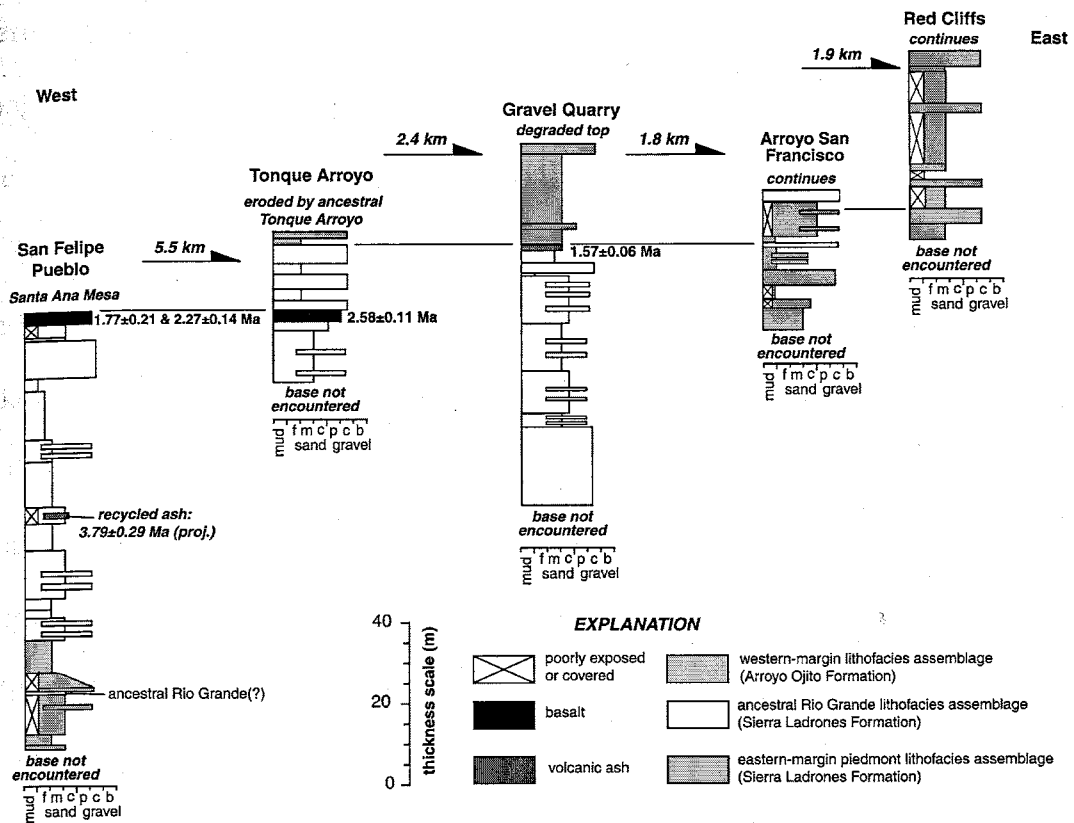 West
East
San Felipe
Pueblo
Santa Ana Mesa
1.77±0.21 & 2.27±0.14 Ma
recycled ash:
3.79±0.29 Ma (proj.)
ancestral Rio Grande(?)
base not
encountered
mud
f m c p c b
sand gravel
5.5 km
Tonque Arroyo
eroded by ancestral
Tonque Arroyo
2.58±0.11 Ma
base not
encountered
mud
f m c p c b
sand gravel
2.4 km
Gravel Quarry
degraded top
1.57±0.06 Ma
base not
encountered
mud
f m c p c b
sand gravel
1.8 km
Arroyo San
Francisco
continues
base not
encountered
mud
f m c p c b
sand gravel
1.9 km
Red Cliffs
continues
base not
encountered
mud
f m c p c b
sand gravel
40
20
0
thickness scale (m)
EXPLANATION
poorly exposed
or covered
basalt
volcanic ash
western-margin lithofacies assemblage
(Arroyo Ojito Formation)
ancestral Rio Grande lithofacies assemblage
(Sierra Ladrones Formation)
eastern-margin piedmont lithofacies assemblage
(Sierra Ladrones Formation)